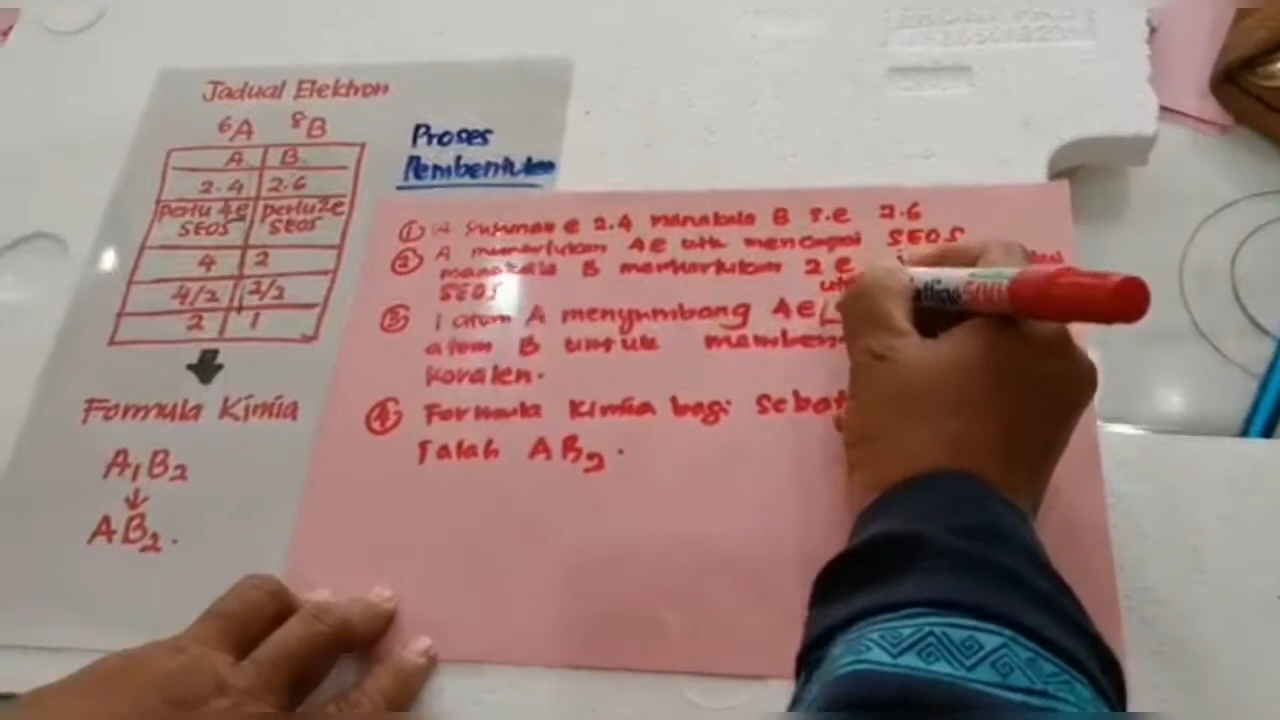 Jadual Elektron
6A 8B
A B
2.4 2.6
perlu 4e perlu 2e
SEOS SEOS
4 2
4/2 2/2
2 1
Formula Kimia
A1B2
AB2.
Proses
① susunan e 2.4 manakala B s.e 2.6
② A memerlukan 4e utk mencapai SEOS
manakala B memerlukan 2 e
SEOS
③ 1 atom A menyumbang 4e
atom B untuk
kovalen.
④ Formula Kimia bagi
Ialah AB2.